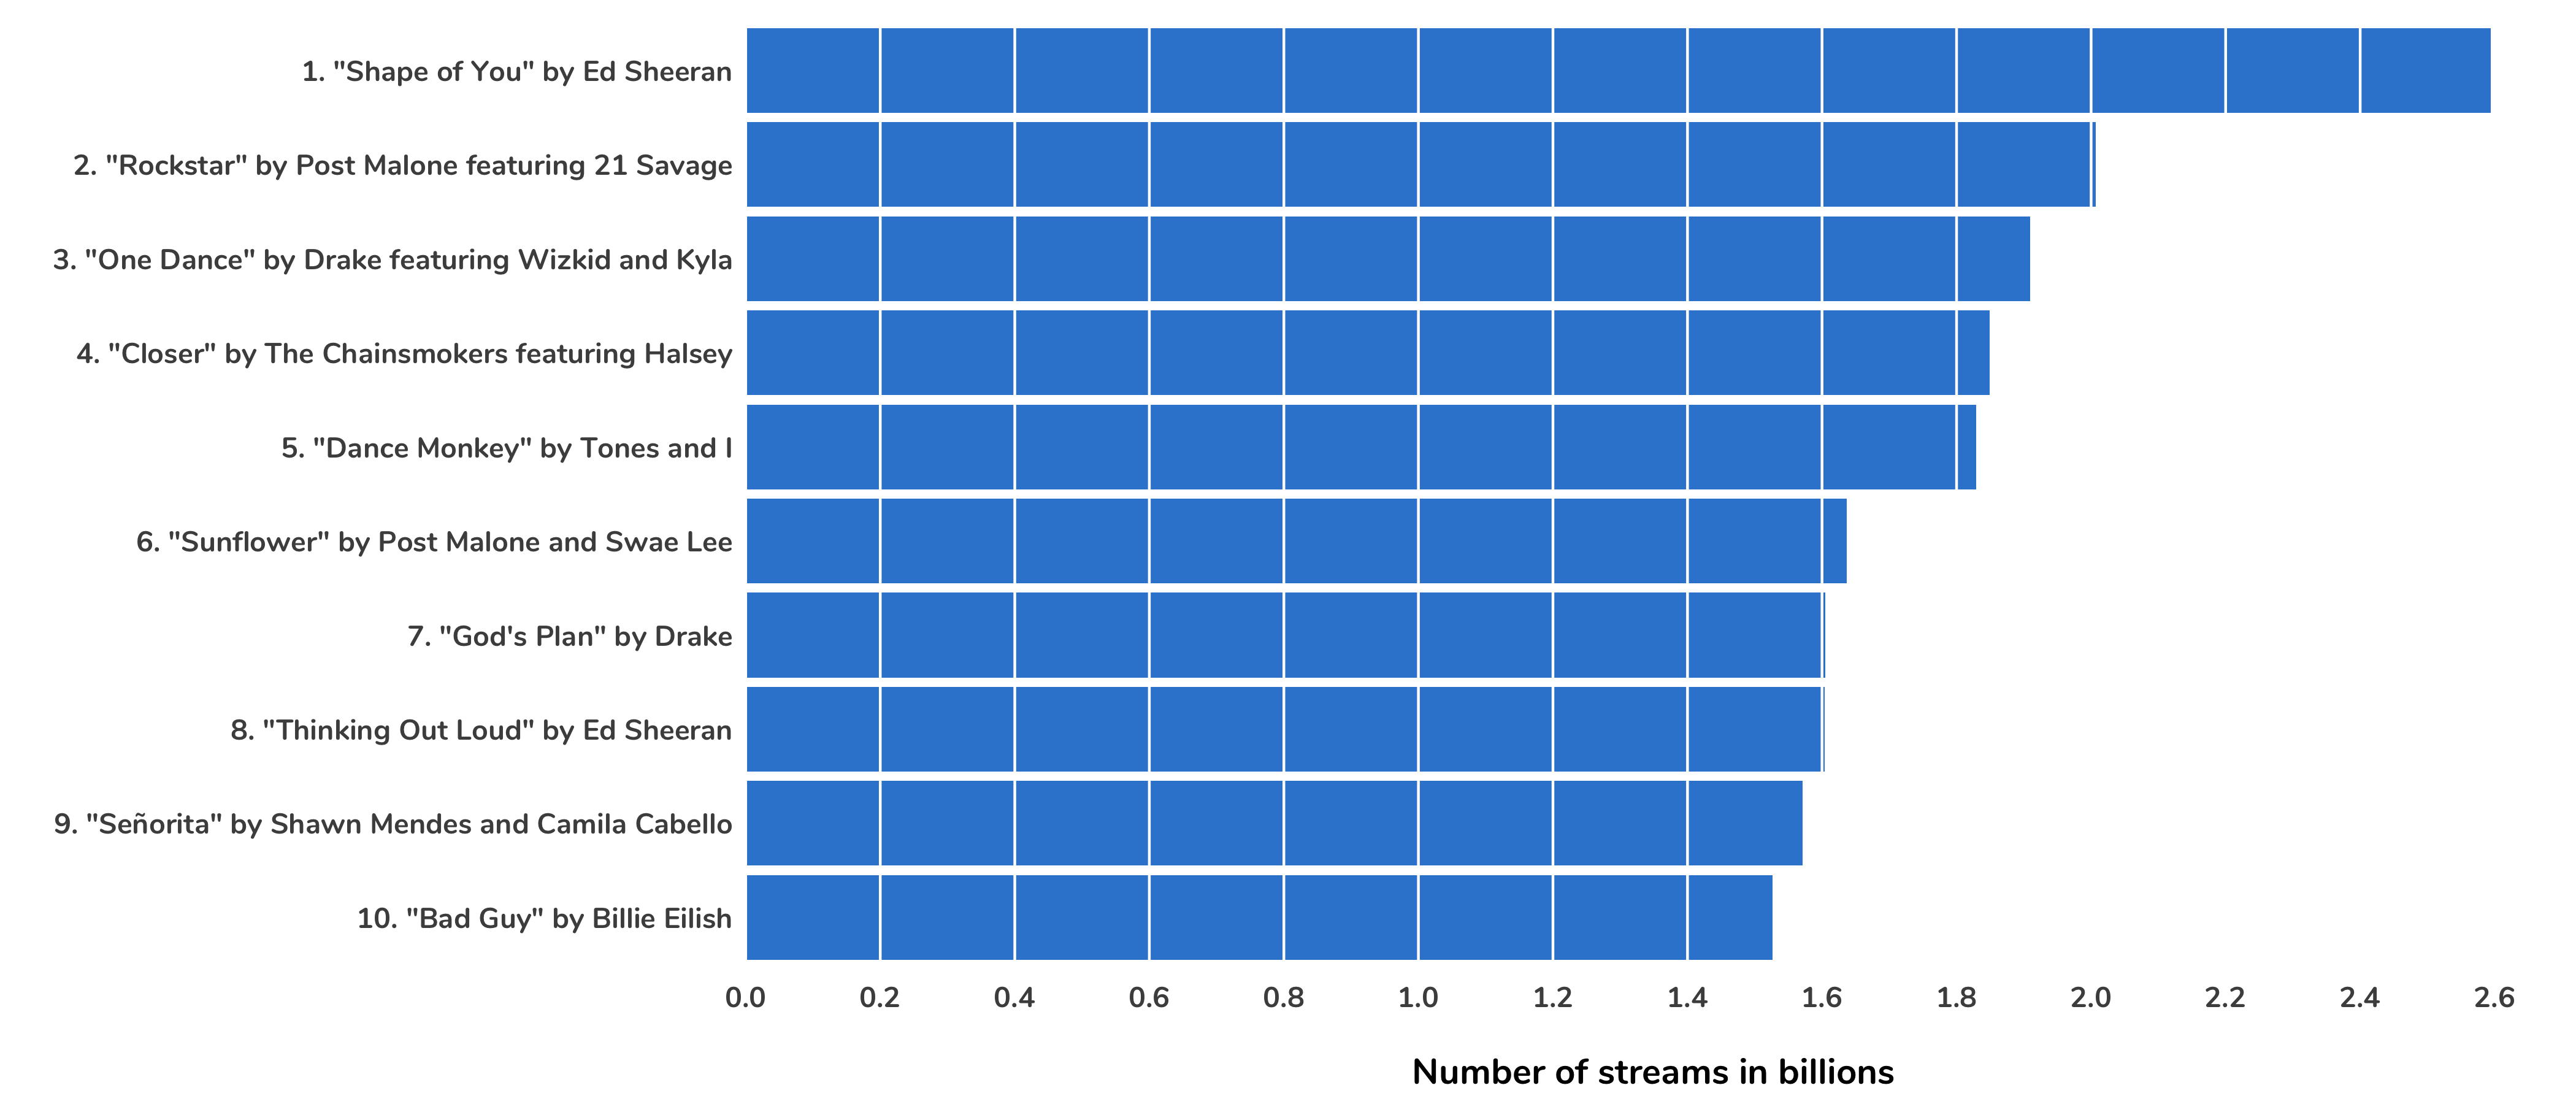 1. "Shape of You" by Ed Sheeran
2. "Rockstar" by Post Malone featuring 21 Savage
3. "One Dance" by Drake featuring Wizkid and Kyla
4. "Closer" by The Chainsmokers featuring Halsey
5. "Dance Monkey" by Tones and I
6. "Sunflower" by Post Malone and Swae Lee
7. "God's Plan" by Drake
8. "Thinking Out Loud" by Ed Sheeran
9. "Señorita" by Shawn Mendes and Camila Cabello
10. "Bad Guy" by Billie Eilish
0.0 0.2 0.4 0.6 0.8 1.0 1.2 1.4 1.6 1.8 2.0 2.2 2.4 2.6
Number of streams in billions